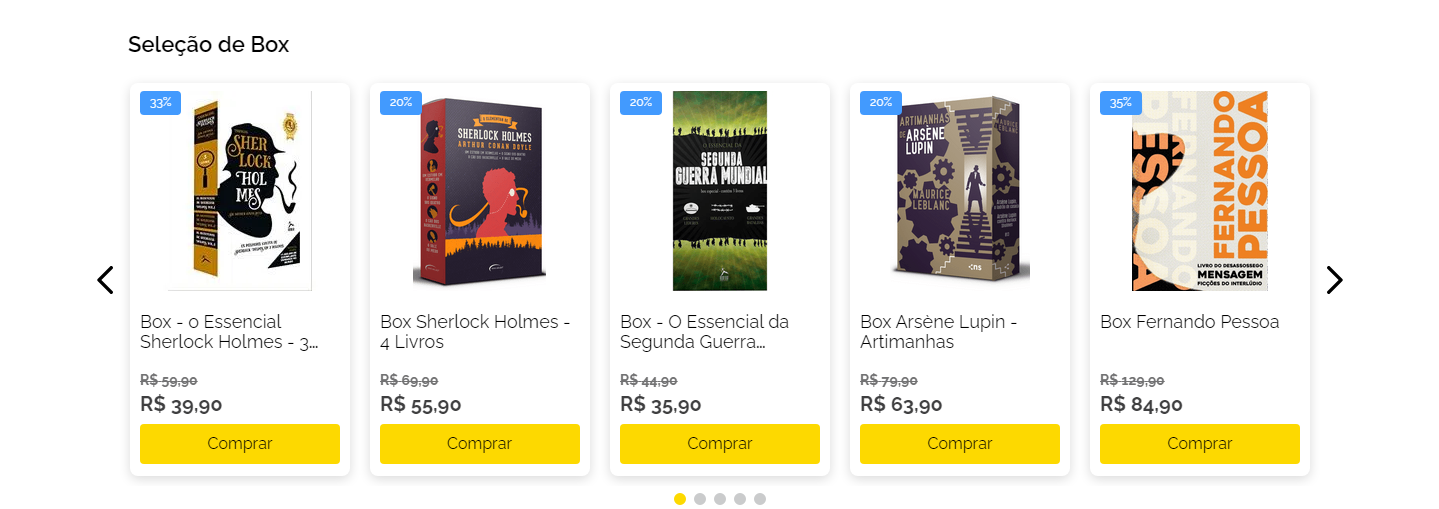 Seleção de Box
33%
SHER
LOCK
HOL
MES
Box - o Essencial
Sherlock Holmes - 3...
R$ 59,90
R$ 39,90
Comprar
20%
SHERLOCK HOLMES
ARTHUR CONAN DOYLE
Box Sherlock Holmes -
4 Livros
R$ 69,90
R$ 55,90
Comprar
20%
O ESSENCIAL DA
SEGUNDA
GUERRA MUNDIAL
Box - O Essencial da
Segunda Guerra...
R$ 44,90
R$ 35,90
Comprar
20%
ARTIMANHAS
DE ARSÈNE
LUPIN
MAURICE
LEBLANC
MAURICE
LEBLANC
Box Arsène Lupin -
Artimanhas
R$ 79,90
R$ 63,90
Comprar
35%
FERNANDO
PESSOA
LIVRO DO DESASSOSSEGO
MENSAGEM
FICÇÕES DO INTERLÚDIO
Box Fernando Pessoa
R$ 129,90
R$ 84,90
Comprar